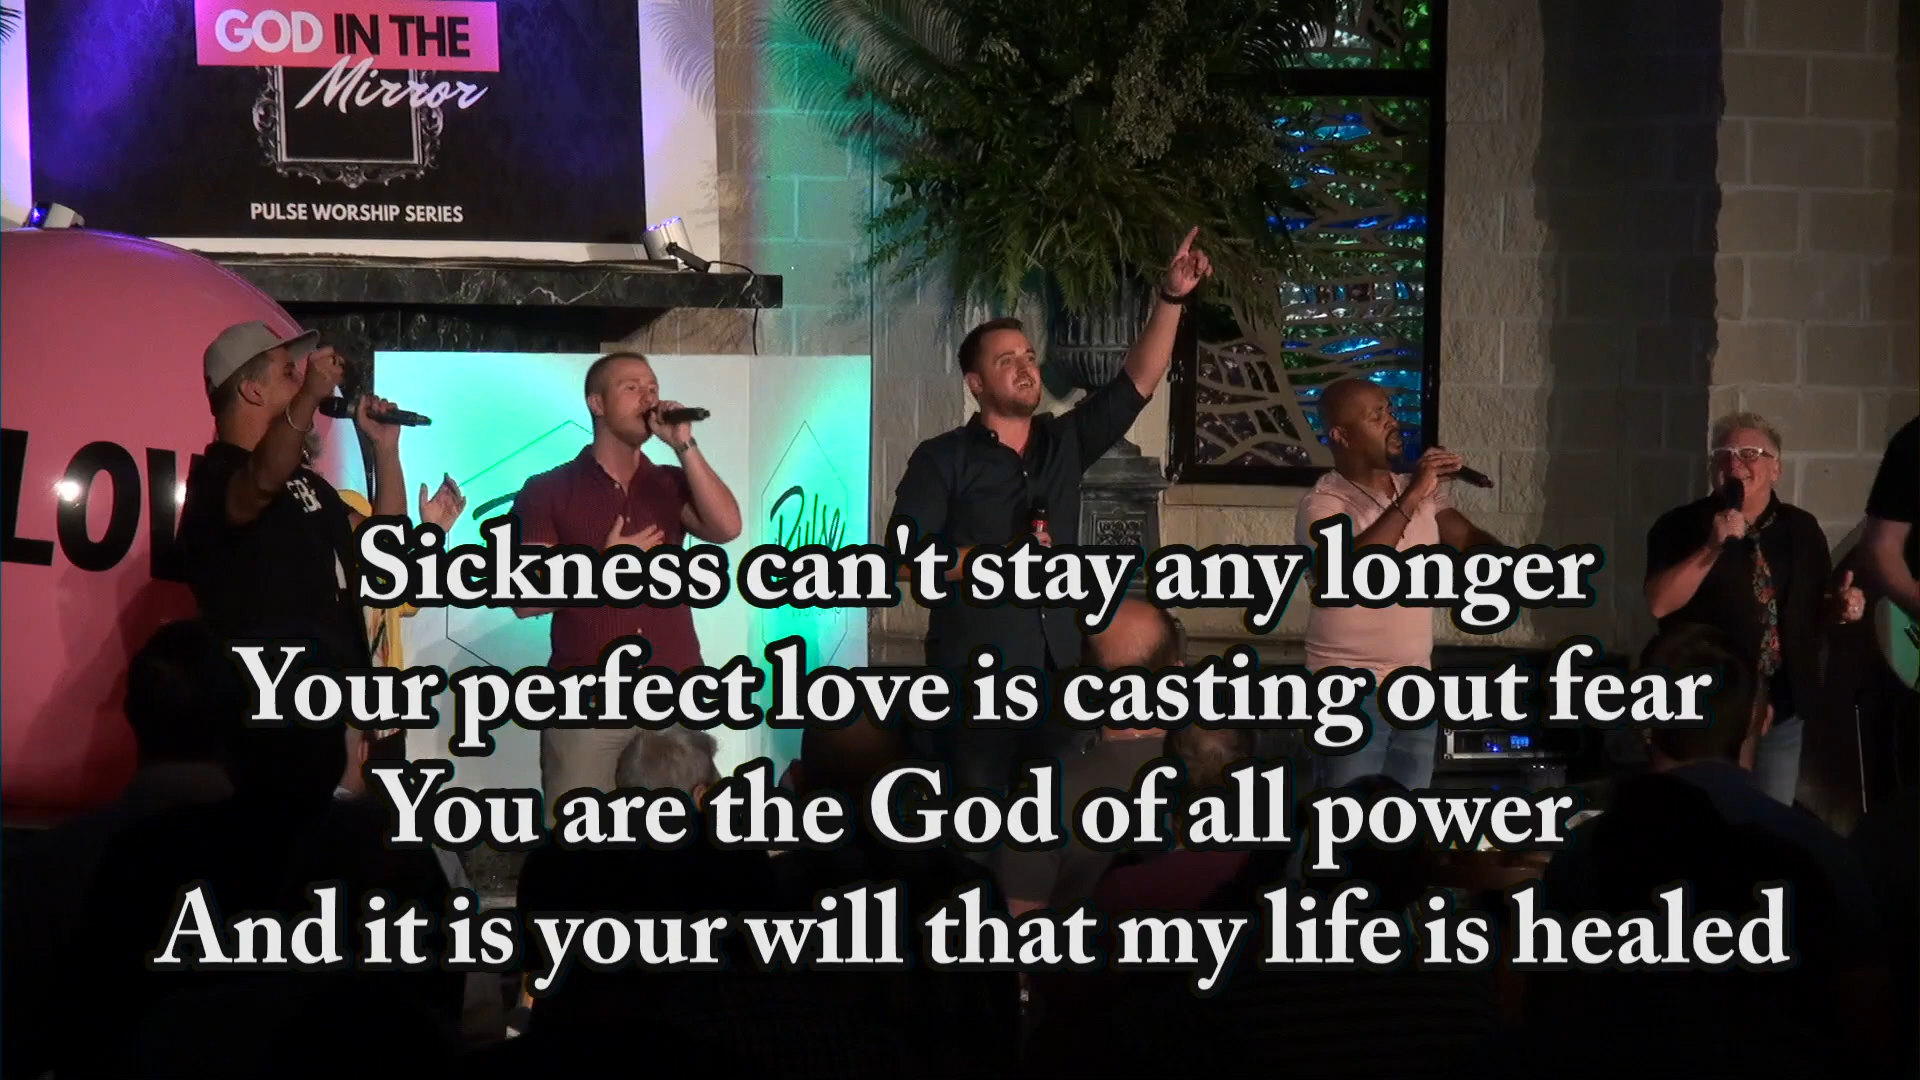 GOD IN THE
Mirror
PULSE WORSHIP SERIES
LOV
Pulse
Sickness can't stay any longer
Your perfect love is casting out fear
You are the God of all power
And it is your will that my life is healed